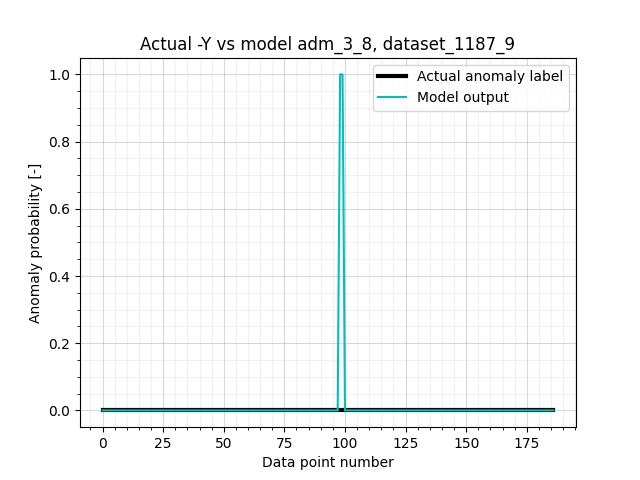 Actual -Y vs model adm_3_8, dataset_1187_9
Actual anomaly label
Model output
Anomaly probability [-]
1.0
0.8
0.6
0.4
0.2
0.0
0 25 50 75 100 125 150 175
Data point number